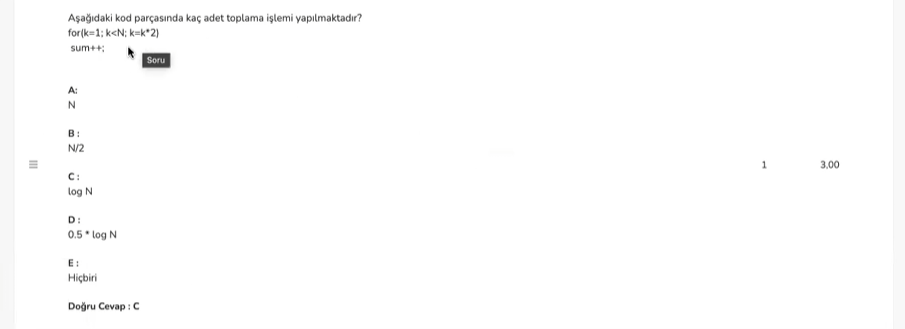 Aşağıdaki kod parçasında kaç adet toplama işlemi yapılmaktadır?
for(k=1; k<N; k=k*2)
sum++;
Soru
A:
N
B :
N/2
C :
log N
D :
0.5 * log N
E :
Hiçbiri
Doğru Cevap : C
1
3,00